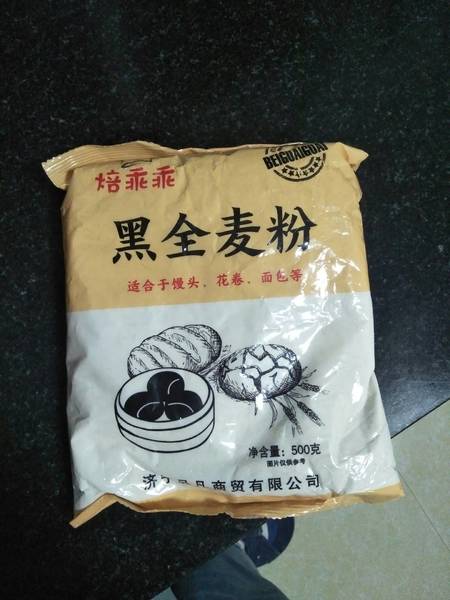 焙乖乖
BEIGUAIGUAI
黑全麦粉
适合于馒头、花卷、面包等
净含量：500克
图片仅供参考
商贸有限公司